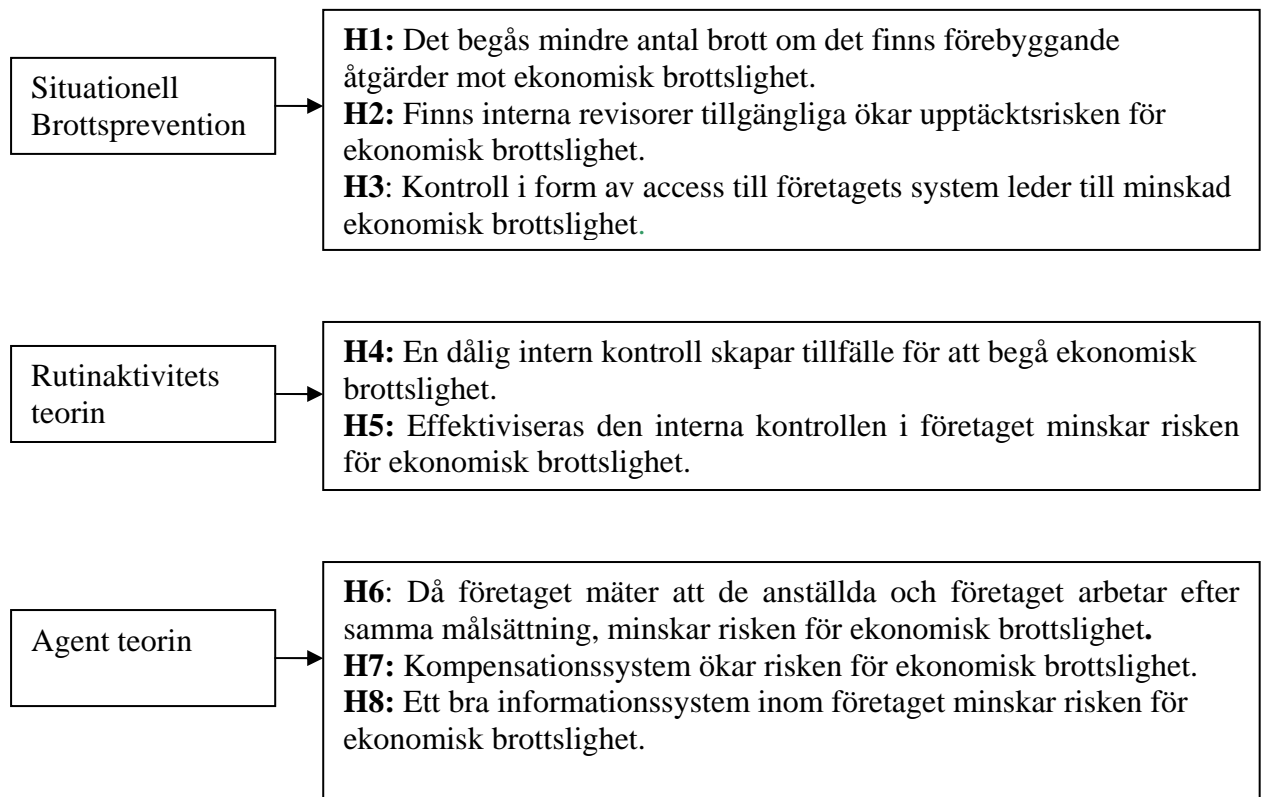 Situationell
Brottsprevention
H1: Det begås mindre antal brott om det finns förebyggande
åtgärder mot ekonomisk brottslighet.
H2: Finns interna revisorer tillgängliga ökar upptäcktsrisken för
ekonomisk brottslighet.
H3: Kontroll i form av access till företagets system leder till minskad
ekonomisk brottslighet.
Rutinaktivitets
teorin
H4: En dålig intern kontroll skapar tillfälle för att begå ekonomisk
brottslighet.
H5: Effektiviseras den interna kontrollen i företaget minskar risken
för ekonomisk brottslighet.
Agent teorin
H6: Då företaget mäter att de anställda och företaget arbetar efter
samma målsättning, minskar risken för ekonomisk brottslighet.
H7: Kompensationssystem ökar risken för ekonomisk brottslighet.
H8: Ett bra informationssystem inom företaget minskar risken för
ekonomisk brottslighet.